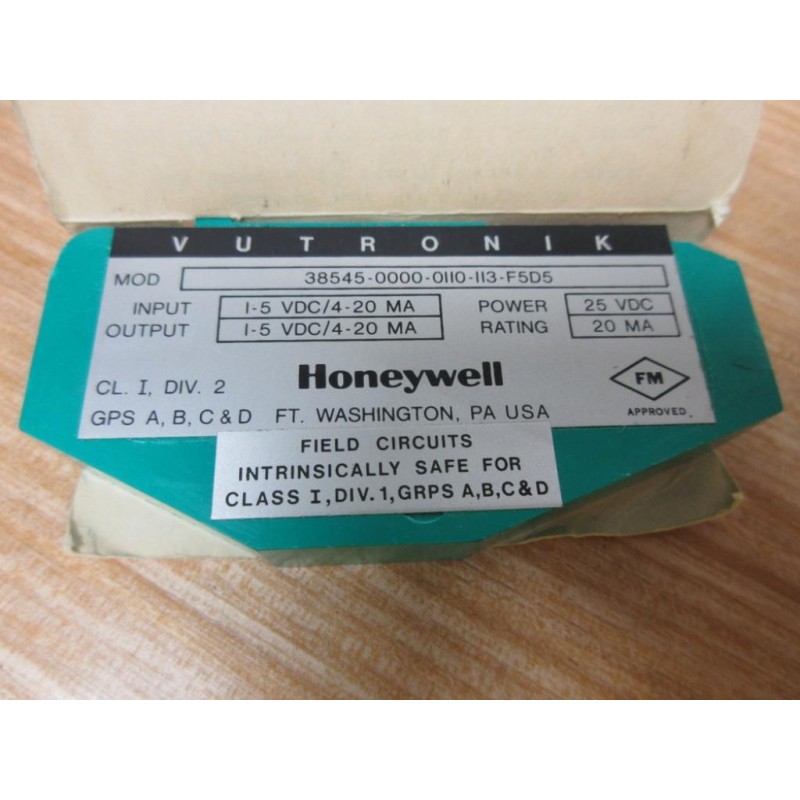 VUTRONIK
MOD 38545-0000-0110-113-F5D5
INPUT 1-5 VDC/4-20 MA POWER 25 VDC
OUTPUT 1-5 VDC/4-20 MA RATING 20 MA
CL. I, DIV. 2 Honeywell FM
GPS A, B, C & D FT. WASHINGTON, PA USA APPROVED
FIELD CIRCUITS
INTRINSICALLY SAFE FOR
CLASS I, DIV. 1, GRPS A, B, C & D